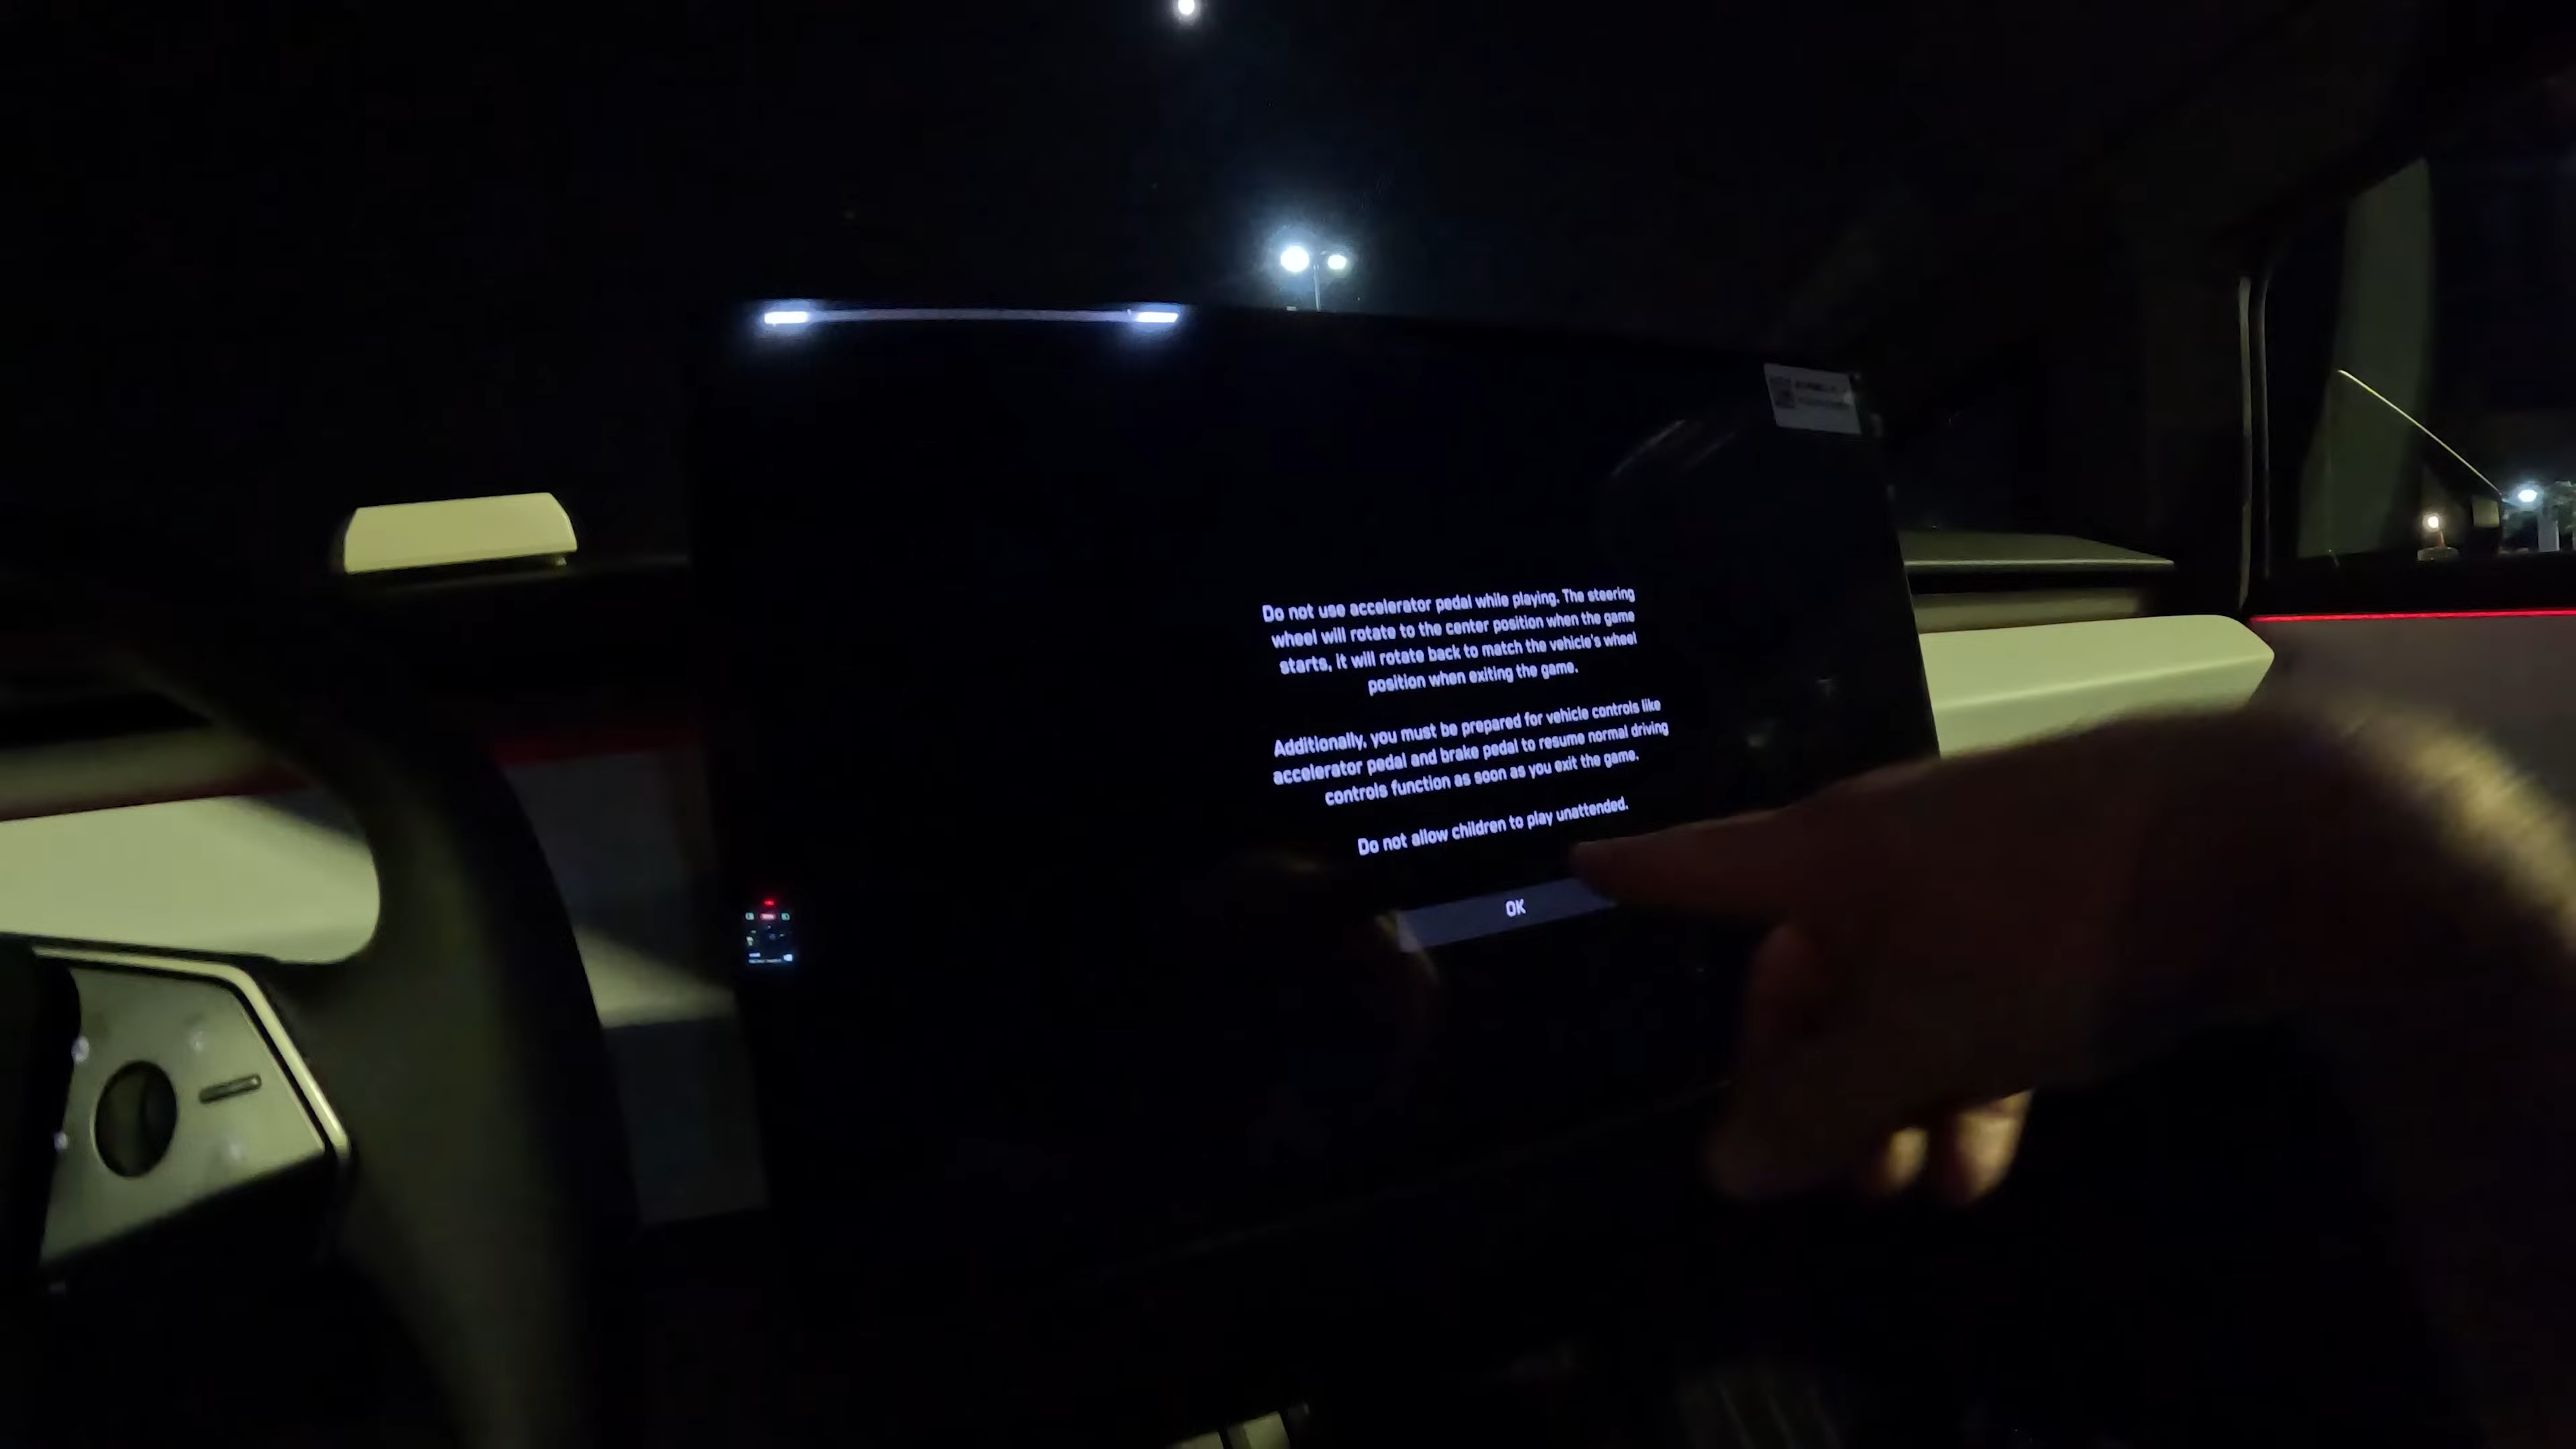 Do not use accelerator pedal while playing. The steering
wheel will rotate to the center position when the game
starts, it will rotate back to match the vehicle's wheel
position when exiting the game.
Additionally, you must be prepared for vehicle controls like
accelerator pedal and brake pedal to resume normal driving
controls function as soon as you exit the game.
Do not allow children to play unattended.
OK